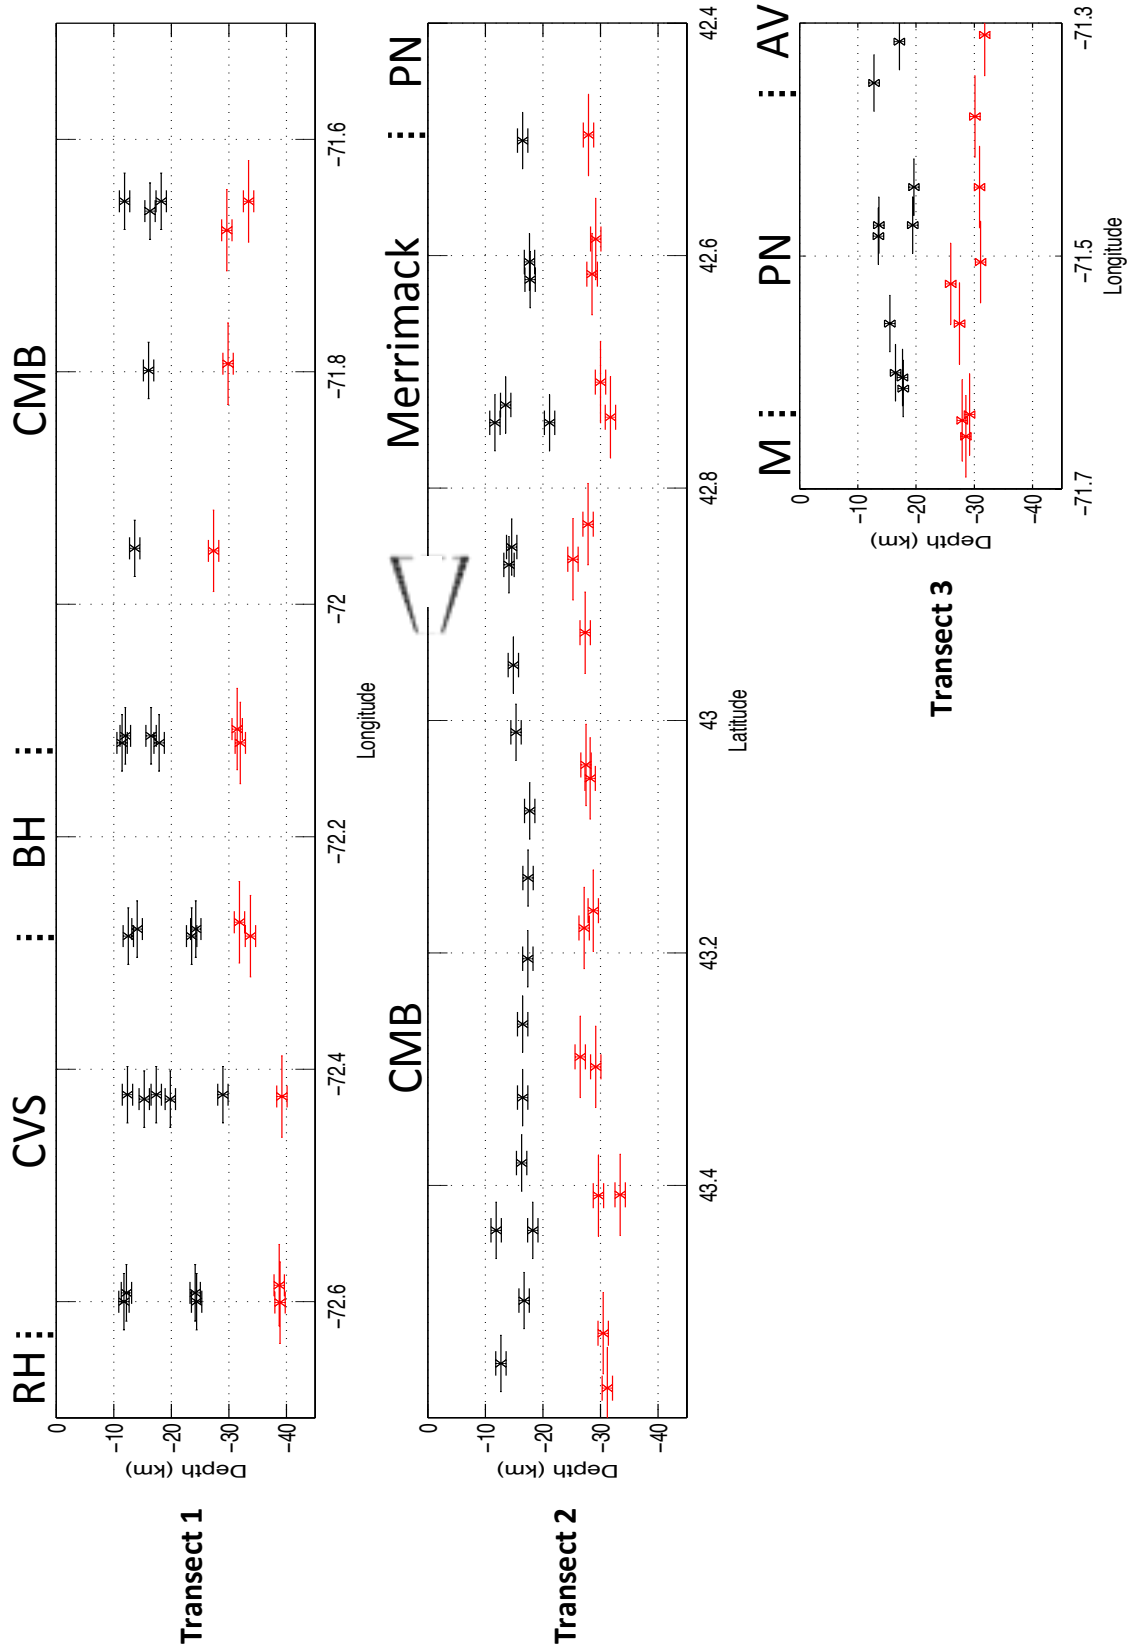 Transect 1
RH CVS BH CMB
Depth (km)
0
−10
−20
−30
−40
−72.6 −72.4 −72.2 −72 −71.8 −71.6
Longitude
Transect 2
CMB Merrimack PN
Depth (km)
0
−10
−20
−30
−40
43.4 43.2 43 42.8 42.6 42.4
Latitude
Transect 3
M PN AV
Depth (km)
0
−10
−20
−30
−40
−71.7 −71.5 −71.3
Longitude